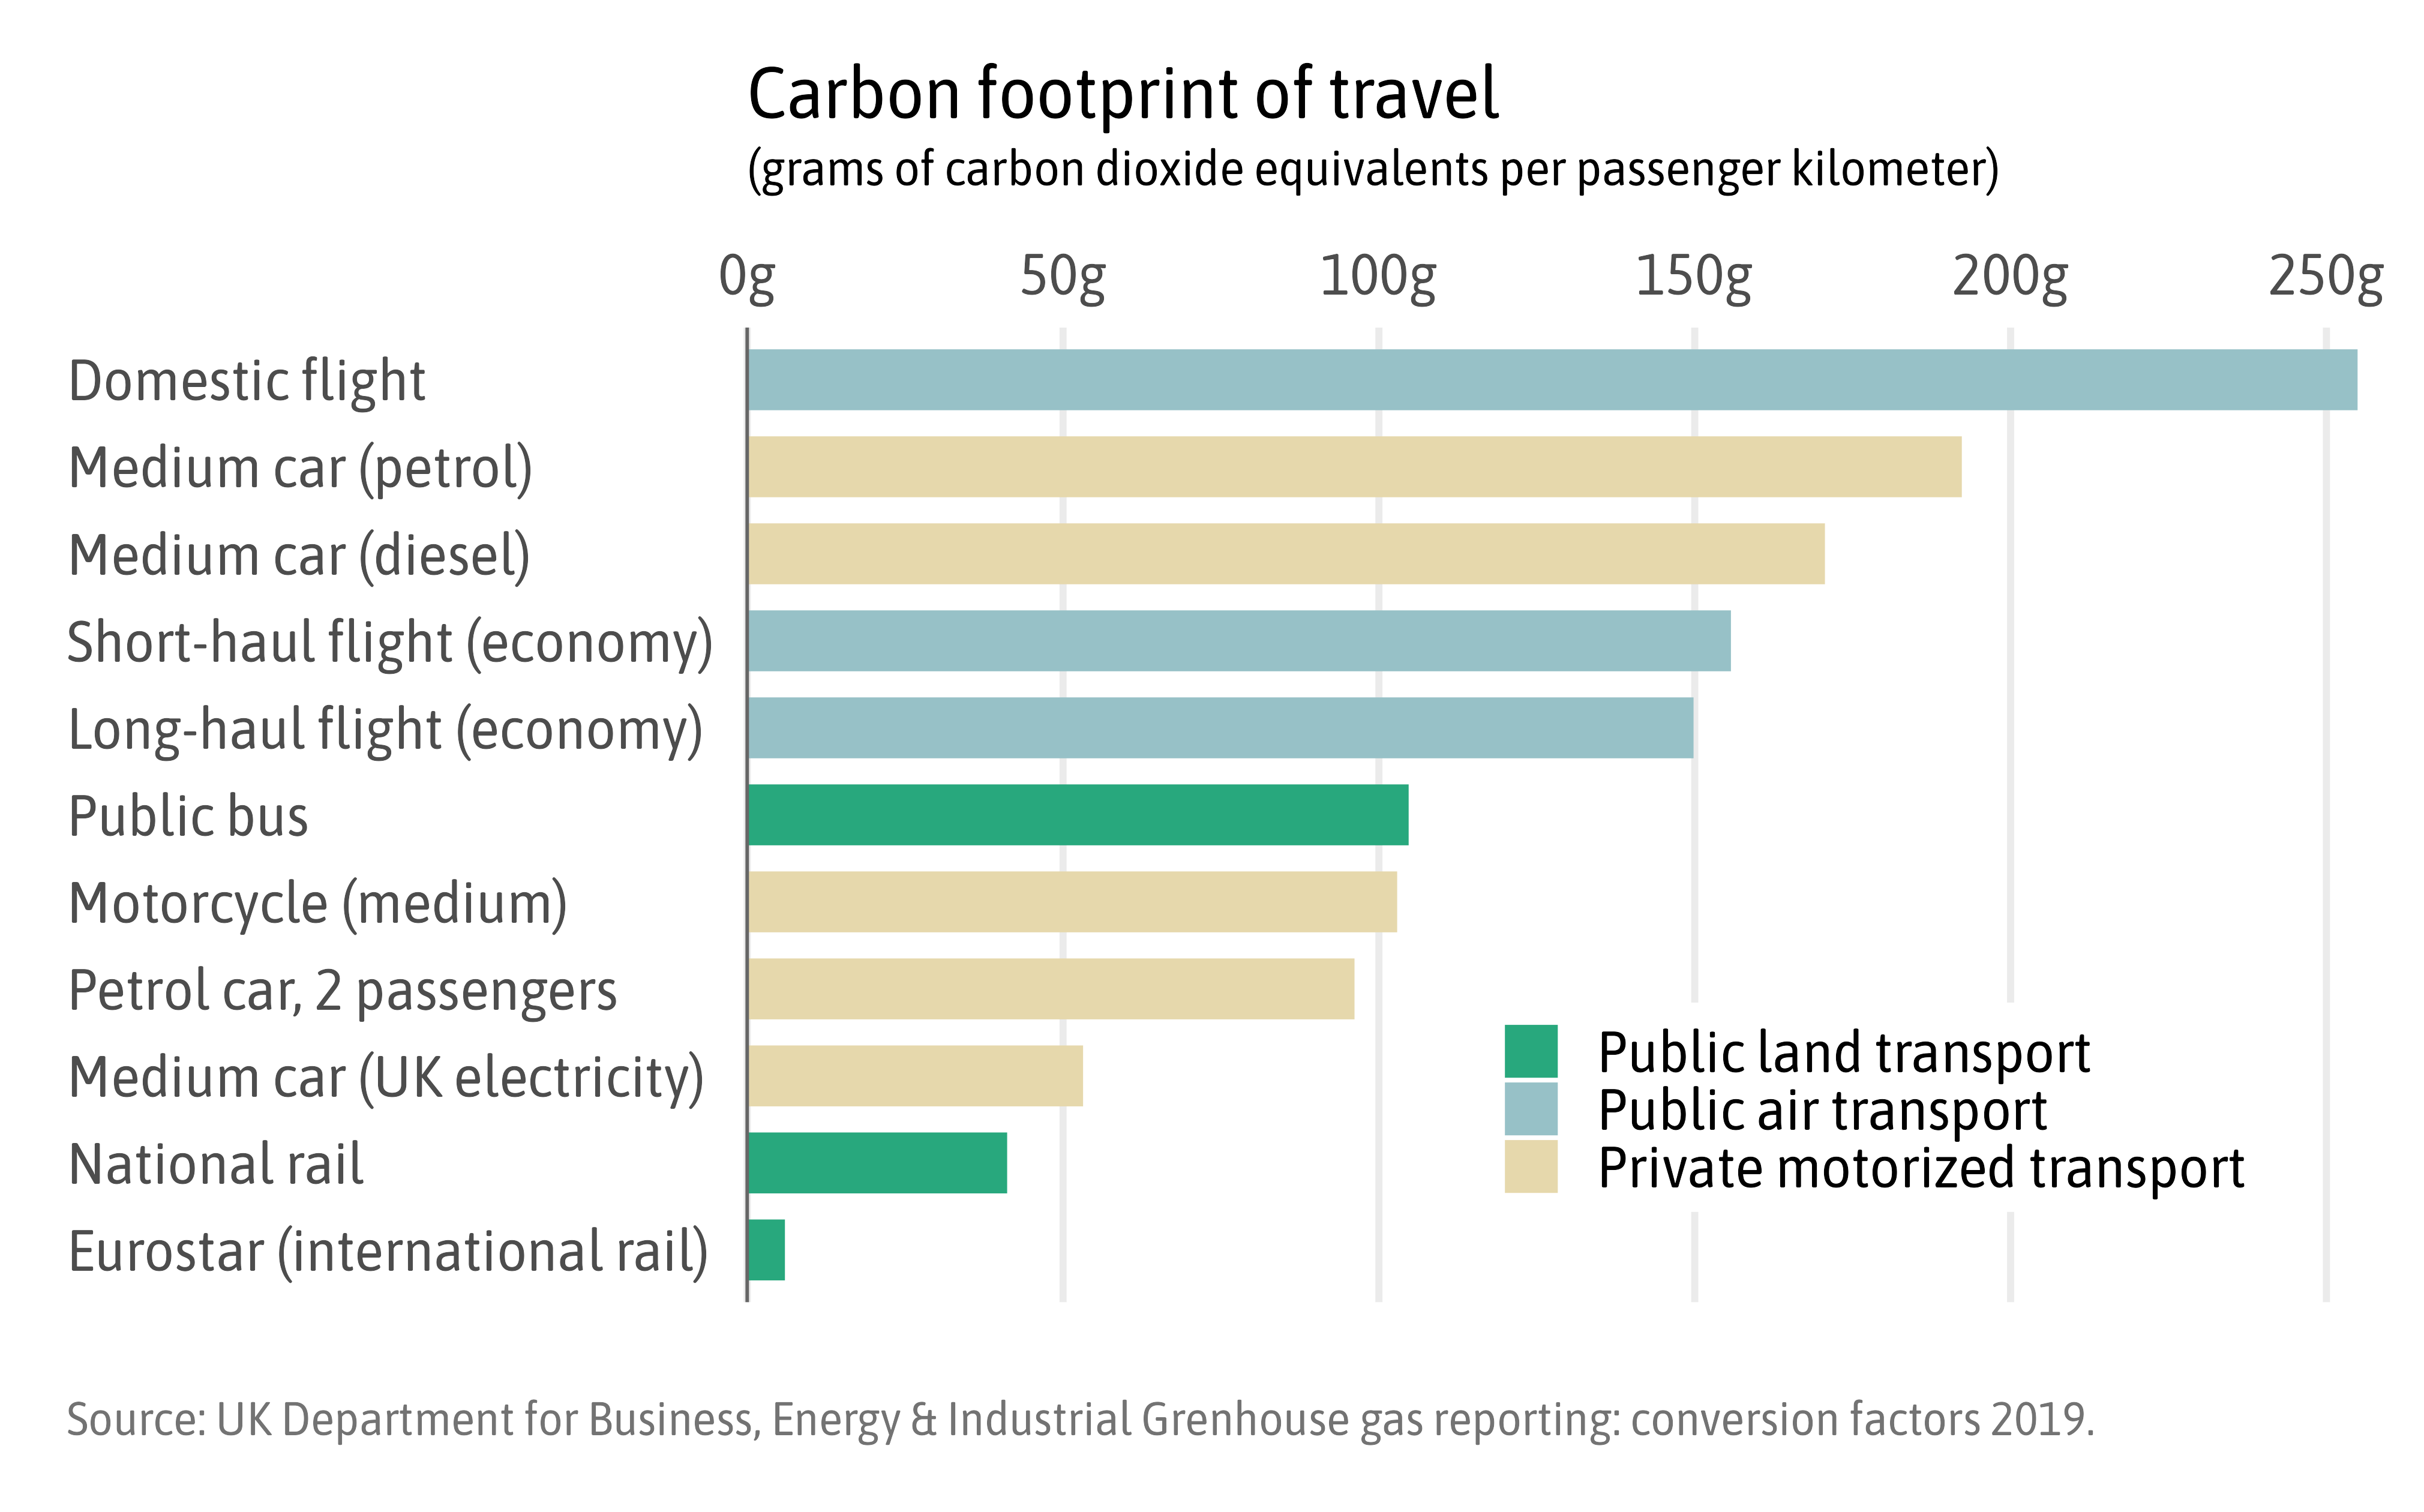 Carbon footprint of travel
(grams of carbon dioxide equivalents per passenger kilometer)
0g 50g 100g 150g 200g 250g
Domestic flight
Medium car (petrol)
Medium car (diesel)
Short-haul flight (economy)
Long-haul flight (economy)
Public bus
Motorcycle (medium)
Petrol car, 2 passengers
Medium car (UK electricity)
National rail
Eurostar (international rail)
Public land transport
Public air transport
Private motorized transport
Source: UK Department for Business, Energy & Industrial Grenhouse gas reporting: conversion factors 2019.